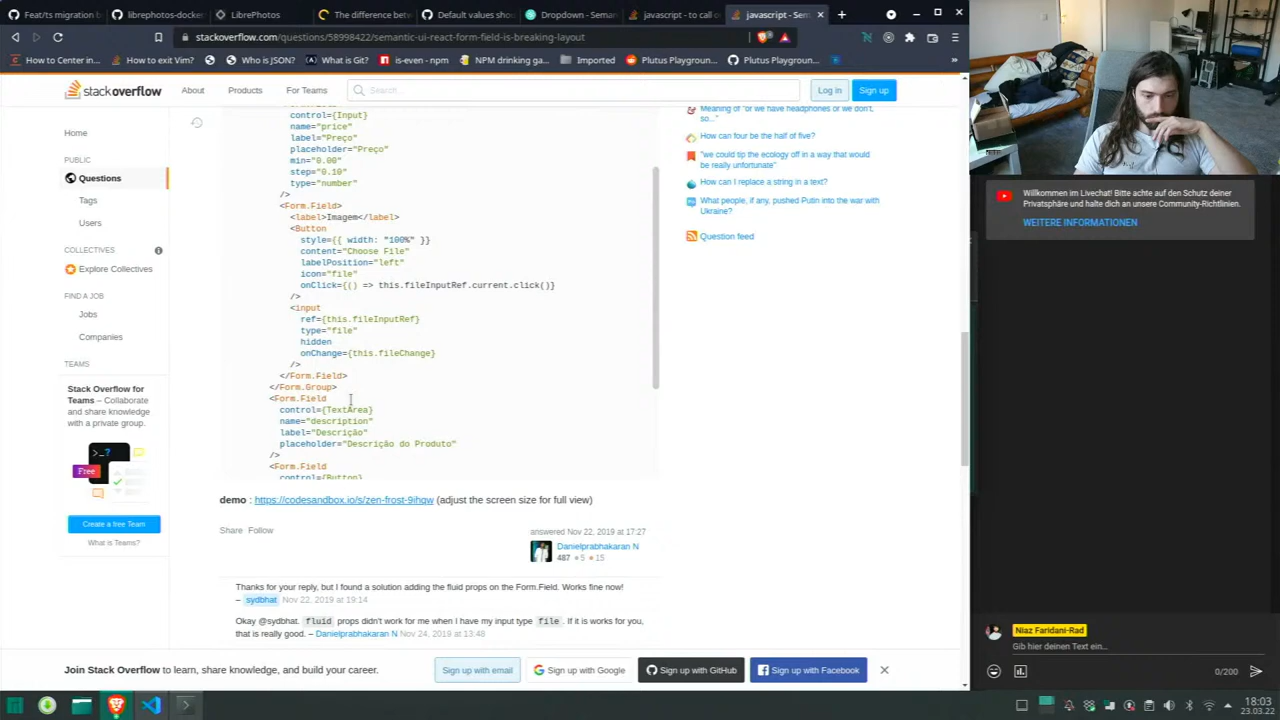 Feat/ts migration b
librephotos-docker
LibrePhotos
The difference betw
Default values shou
Dropdown - Seman
javascript - to call o
javascript - Sem
stackoverflow.com/questions/58998422/semantic-ui-react-form-field-is-breaking-layout
How to Center in...
How to exit Vim?
Who is JSON?
What is Git?
is-even - npm
NPM drinking ga...
Imported
Plutus Playgroun...
Plutus Playgroun...
stackoverflow
About
Products
For Teams
Search...
Log in
Sign up
Home
PUBLIC
Questions
Tags
Users
COLLECTIVES
Explore Collectives
FIND A JOB
Jobs
Companies
TEAMS
Stack Overflow for
Teams – Collaborate
and share knowledge
with a private group.
Free
Create a free Team
What is Teams?
control={Input}
name="price"
label="Preço"
placeholder="Preço"
min="0.00"
step="0.10"
type="number"
/>
<Form.Field>
<label>Imagem</label>
<Button
style={{ width: "100%" }}
content="Choose File"
labelPosition="left"
icon="file"
onClick={() => this.fileInputRef.current.click()}
/>
<input
ref={this.fileInputRef}
type="file"
hidden
onChange={this.fileChange}
/>
</Form.Field>
</Form.Group>
<Form.Field
control={TextArea}
name="description"
label="Descrição"
placeholder="Descrição do Produto"
/>
<Form.Field
control={Button}
demo : https://codesandbox.io/s/zen-frost-9ihqw (adjust the screen size for full view)
Share Follow
answered Nov 22, 2019 at 17:27
Danielprabhakaran N
487 5 15
Thanks for your reply, but I found a solution adding the fluid props on the Form.Field. Works fine now!
– sydbhat Nov 22, 2019 at 19:14
Okay @sydbhat. fluid props didn't work for me when I have my input type file. If it is works for you,
that is really good. – Danielprabhakaran N Nov 24, 2019 at 13:48
Meaning of "or we have headphones or we don't,
so..."
How can four be the half of five?
"we could tip the ecology off in a way that would
be really unfortunate"
How can I replace a string in a text?
What people, if any, pushed Putin into the war with
Ukraine?
Question feed
Join Stack Overflow to learn, share knowledge, and build your career.
Sign up with email
Sign up with Google
Sign up with GitHub
Sign up with Facebook
Willkommen im Livechat! Bitte achte auf den Schutz deiner
Privatsphäre und halte dich an unsere Community-Richtlinien.
WEITERE INFORMATIONEN
Niaz Faridani-Rad
Gib hier deinen Text ein...
0/200
18:03
23.03.22